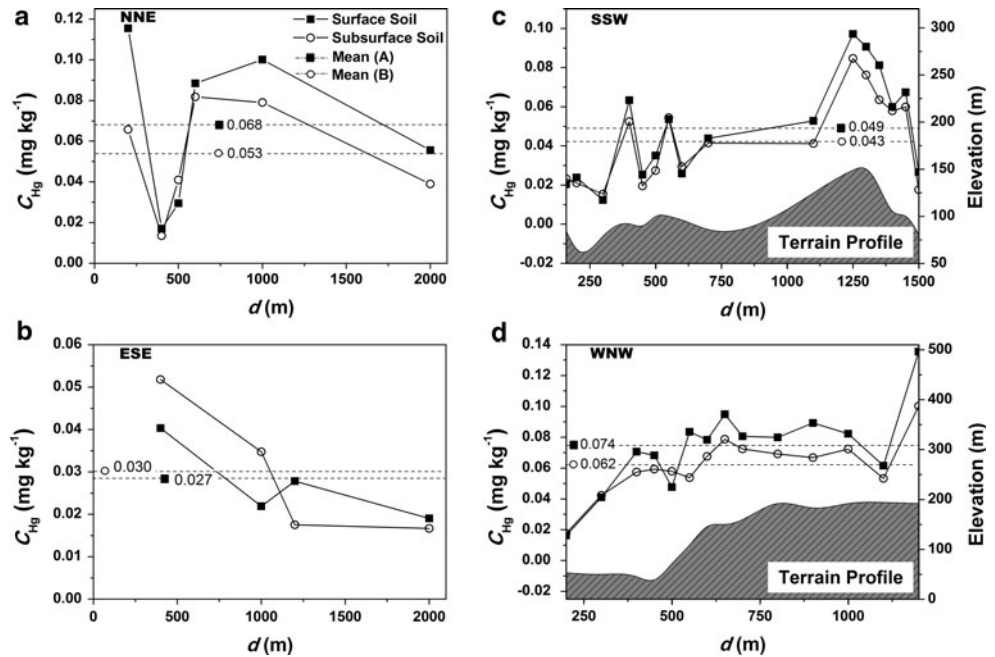 a
NNE
Surface Soil
Subsurface Soil
Mean (A)
Mean (B)
0.068
0.053
0.12
0.10
0.08
0.06
0.04
0.02
0.00
C_Hg (mg kg⁻¹)
0 500 1000 1500 2000
d (m)
c
SSW
0.049
0.043
Terrain Profile
0.10
0.08
0.06
0.04
0.02
0.00
-0.02
C_Hg (mg kg⁻¹)
300
250
200
150
100
50
Elevation (m)
250 500 750 1000 1250 1500
d (m)
b
ESE
0.030
0.027
0.06
0.05
0.04
0.03
0.02
0.01
0.00
C_Hg (mg kg⁻¹)
0 500 1000 1500 2000
d (m)
d
WNW
0.074
0.062
Terrain Profile
0.14
0.12
0.10
0.08
0.06
0.04
0.02
0.00
-0.02
C_Hg (mg kg⁻¹)
500
400
300
200
100
0
Elevation (m)
200 400 600 800 1000
d (m)